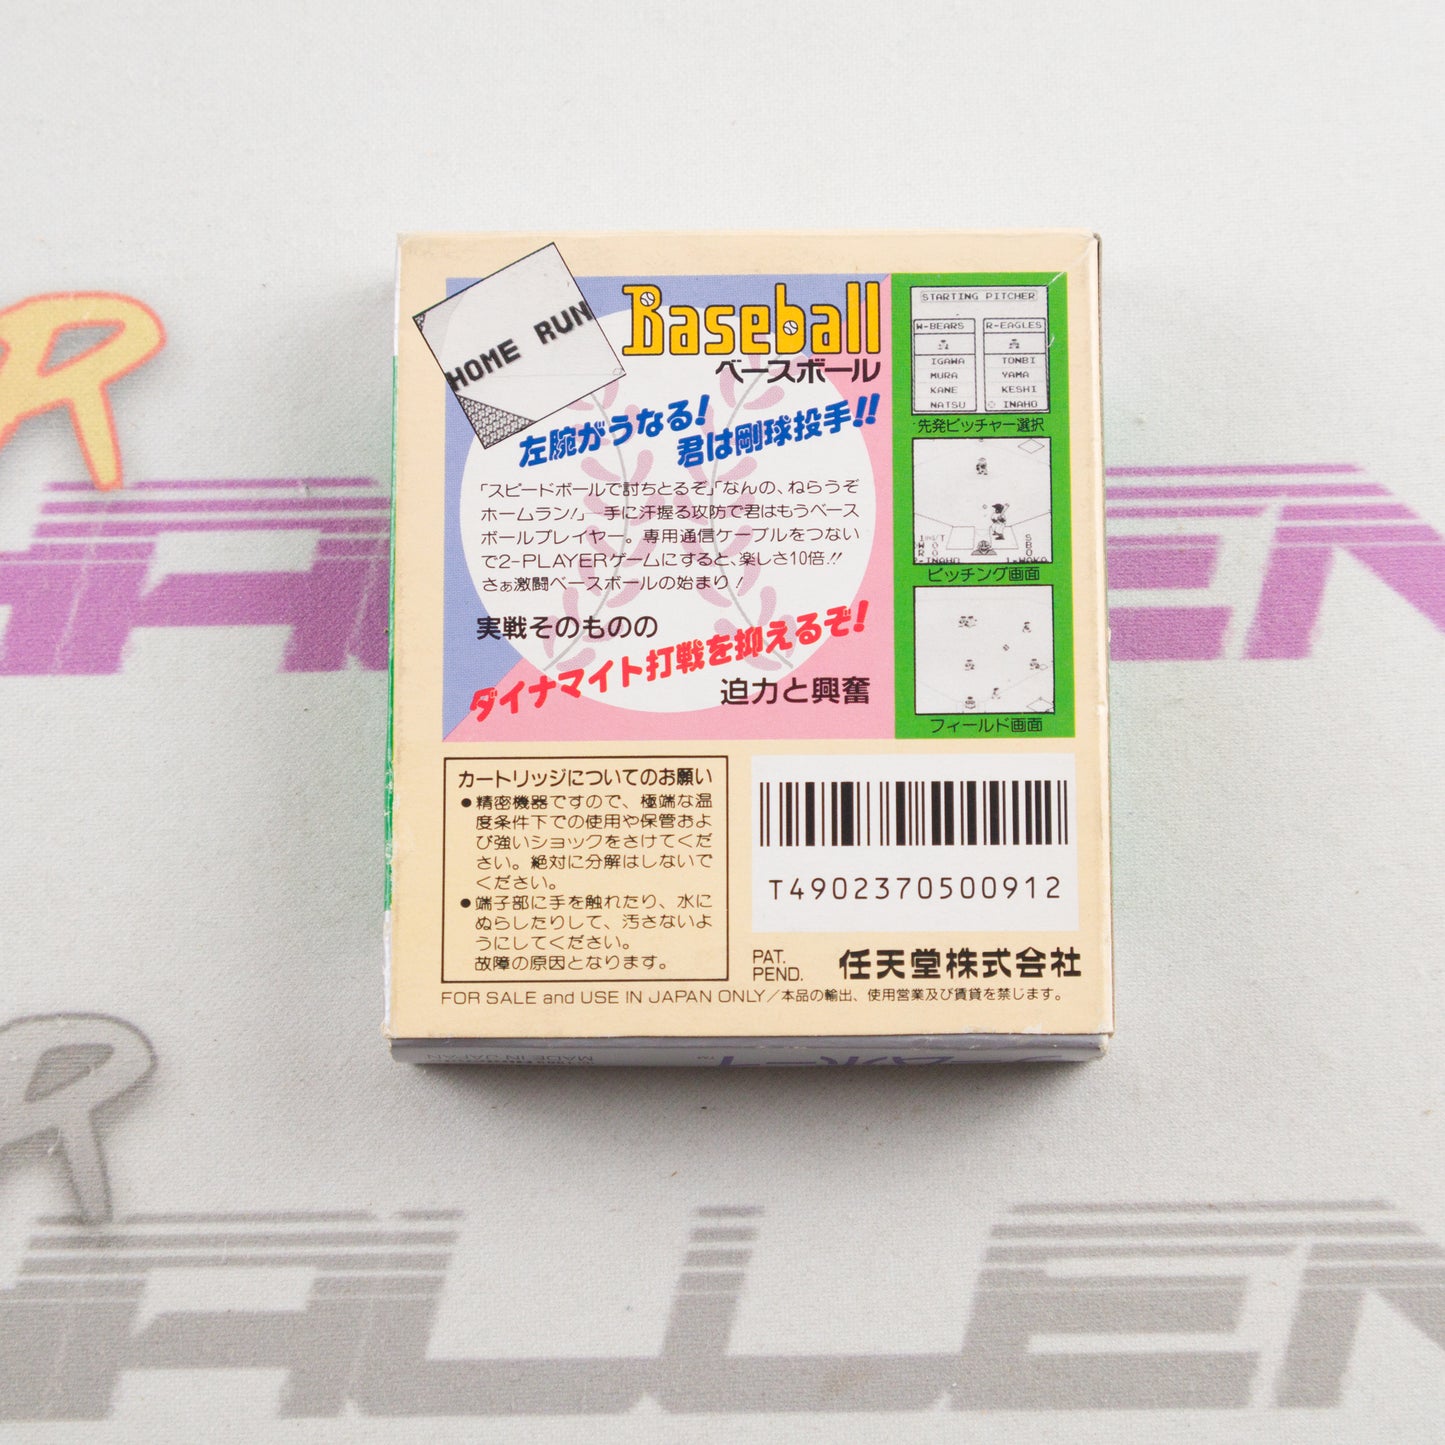 HOME RUN
Baseball
ベースボール
左腕がうなる!
君は剛球投手!!
「スピードボールで討ちとるぞ」「なんの、ねらうぞ
ホームラン!」 手に汗握る攻防で君はもうベース
ボールプレイヤー。専用通信ケーブルをつない
で2-PLAYERゲームにすると、楽しさ10倍!!
さぁ激闘ベースボールの始まり!
実戦そのものの
ダイナマイト打戦を抑えるぞ!
迫力と興奮
STARTING PITCHER
W-BEARS R-EAGLES
IGAWA TONBI
MURA YAMA
KANE KESHI
NATSU INAHO
先発ピッチャー選択
ピッチング画面
フィールド画面
カートリッジについてのお願い
●精密機器ですので、極端な温
度条件下での使用や保管およ
び強いショックをさけてくだ
さい。絶対に分解はしないで
ください。
●端子部に手を触れたり、水に
ぬらしたりして、汚さないよ
うにしてください。
故障の原因となります。
T4902370500912
PAT.
PEND.
任天堂株式会社
FOR SALE and USE IN JAPAN ONLY/本品の輸出、使用営業及び賃貸を禁じます。
MADE IN JAPAN